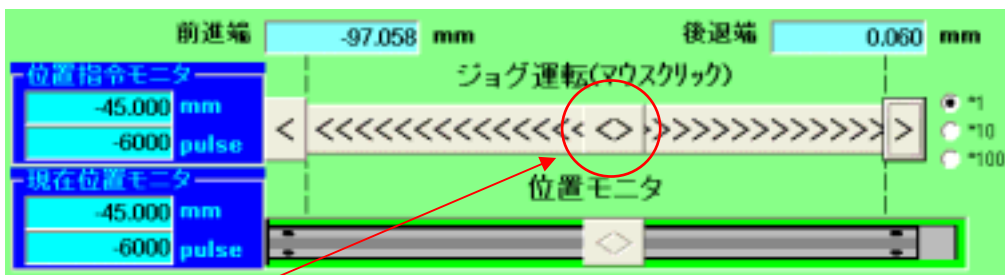 前進端 -97.058 mm 後退端 0.060 mm
位置指令モニタ
-45.000 mm
-6000 pulse
ジョグ運転(マウスクリック)
< <<<<<<<<<<<<< <> >>>>>>>>>>>>> >
*1
*10
*100
現在位置モニタ
-45.000 mm
-6000 pulse
位置モニタ
<>